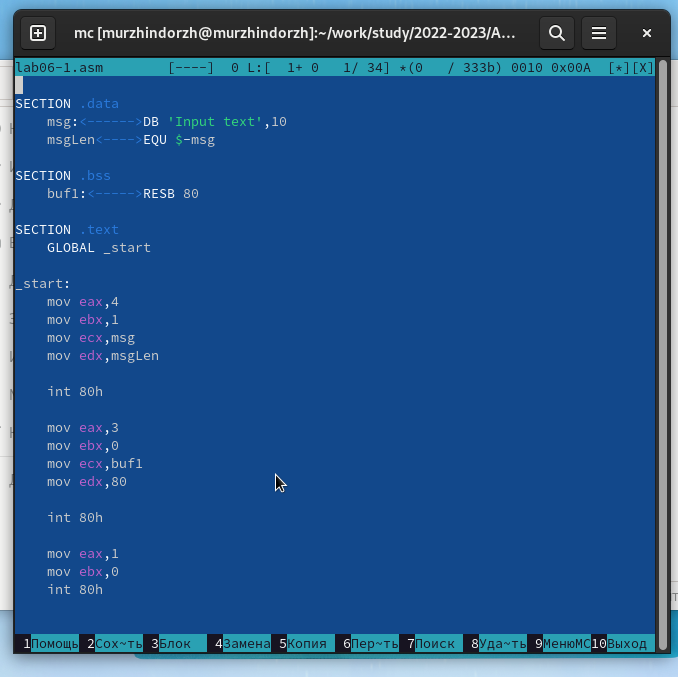 mc [murzhindorzh@murzhindorzh]:~/work/study/2022-2023/A...
lab06-1.asm [----] 0 L:[ 1+ 0 1/ 34] *(0 / 333b) 0010 0x00A [*][X]
SECTION .data
msg:<------>DB 'Input text',10
msgLen<---->EQU $-msg
SECTION .bss
buf1:<----->RESB 80
SECTION .text
GLOBAL _start
_start:
mov eax,4
mov ebx,1
mov ecx,msg
mov edx,msgLen
int 80h
mov eax,3
mov ebx,0
mov ecx,buf1
mov edx,80
int 80h
mov eax,1
mov ebx,0
int 80h
1Помощь 2Сох~ть 3Блок 4Замена 5Копия 6Пер~ть 7Поиск 8Уда~ть 9МенюMC 10Выход